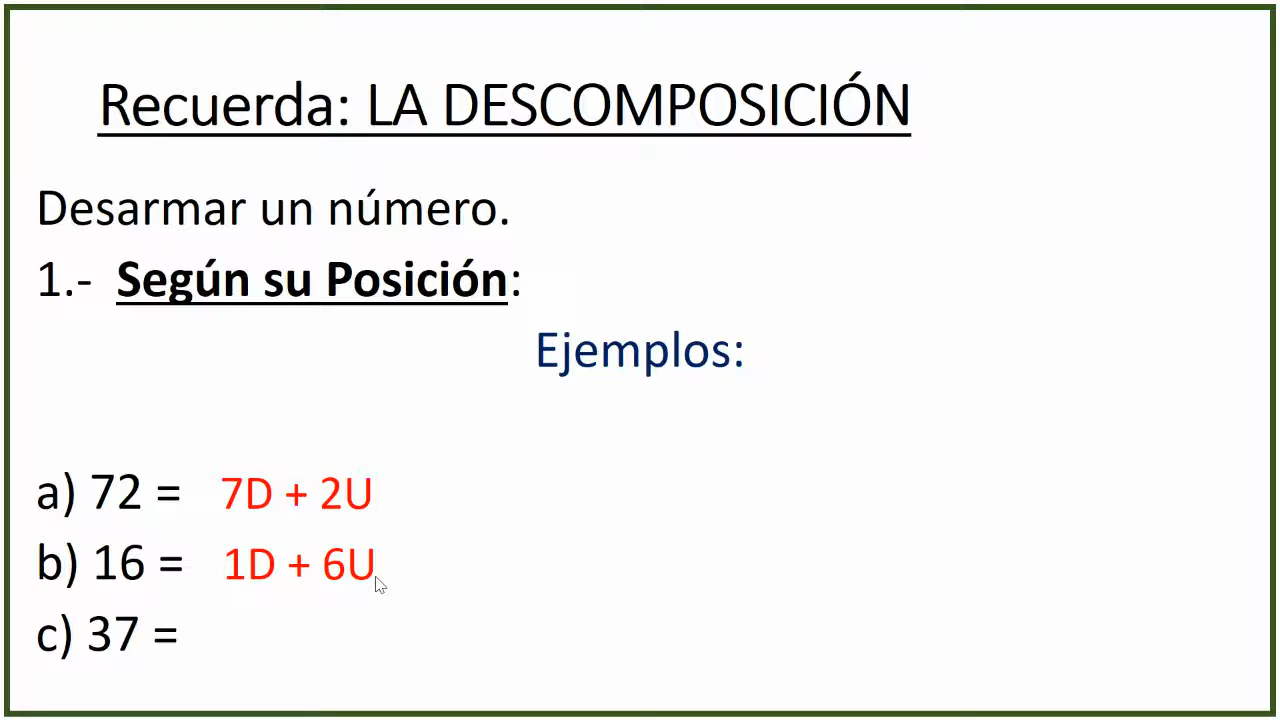 Recuerda: LA DESCOMPOSICIÓN
Desarmar un número.
1.- Según su Posición:
Ejemplos:
a) 72 = 7D + 2U
b) 16 = 1D + 6U
c) 37 =